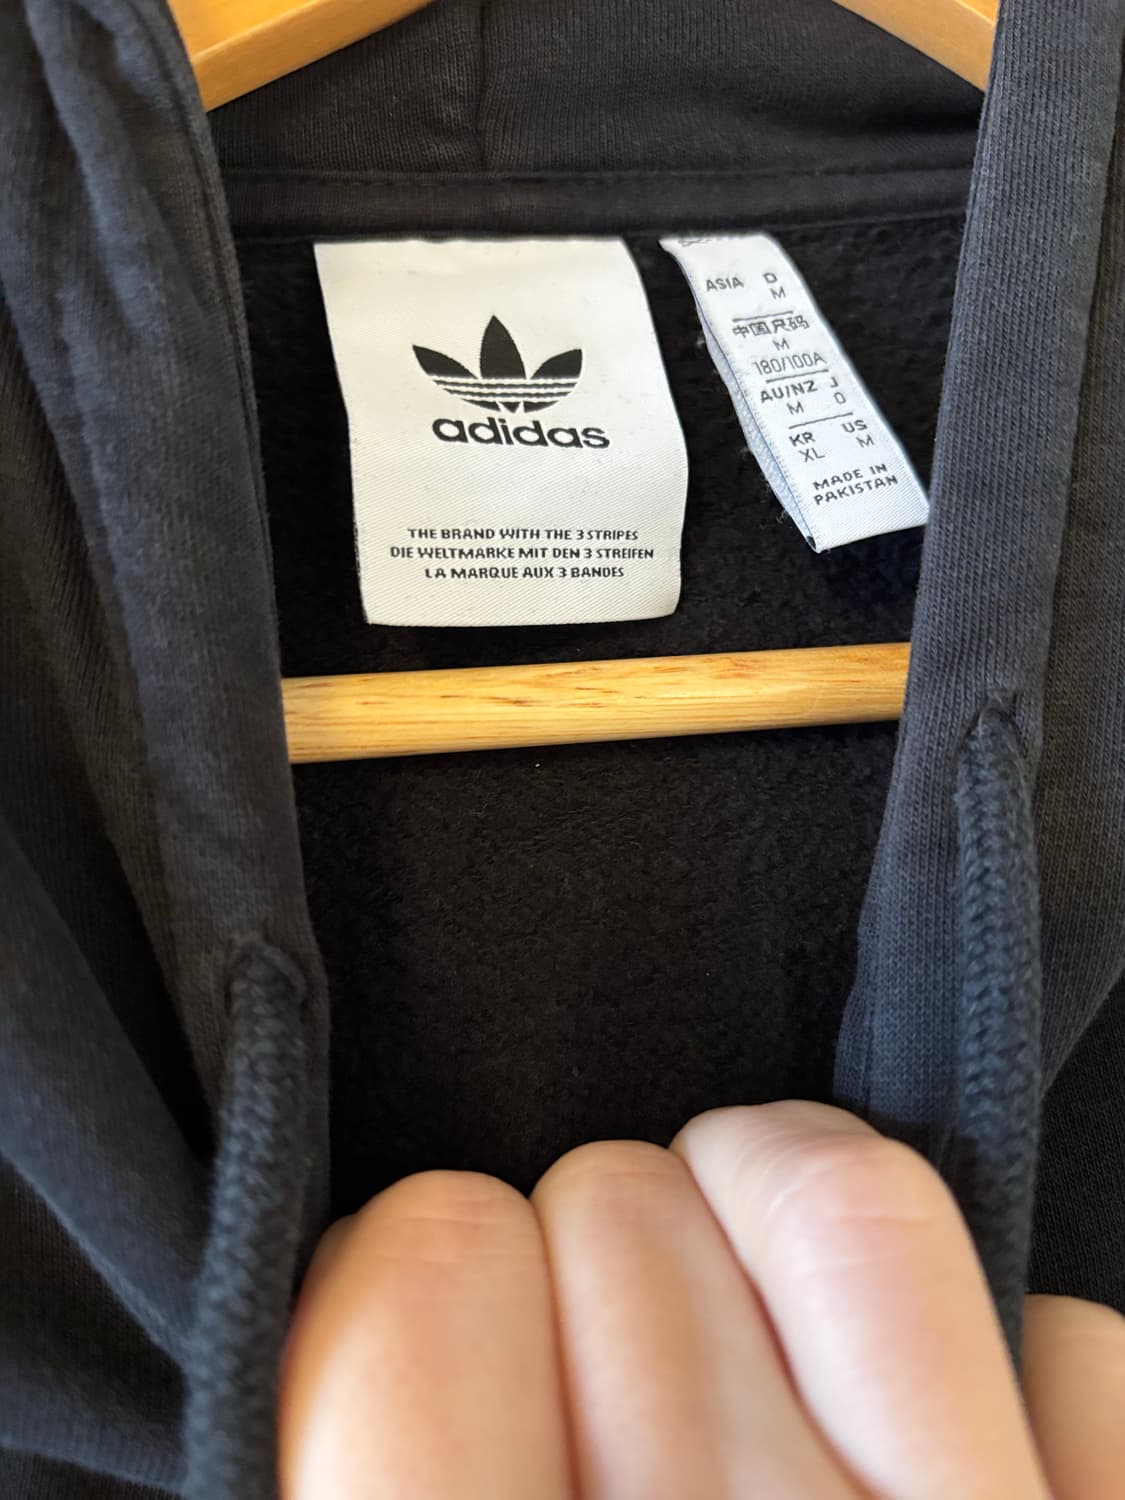 adidas
THE BRAND WITH THE 3 STRIPES
DIE WELTMARKE MIT DEN 3 STREIFEN
LA MARQUE AUX 3 BANDES
ASIA D
M
中国尺码
M
180/100A
AU/NZ J
M O
KR US
XL M
MADE IN
PAKISTAN